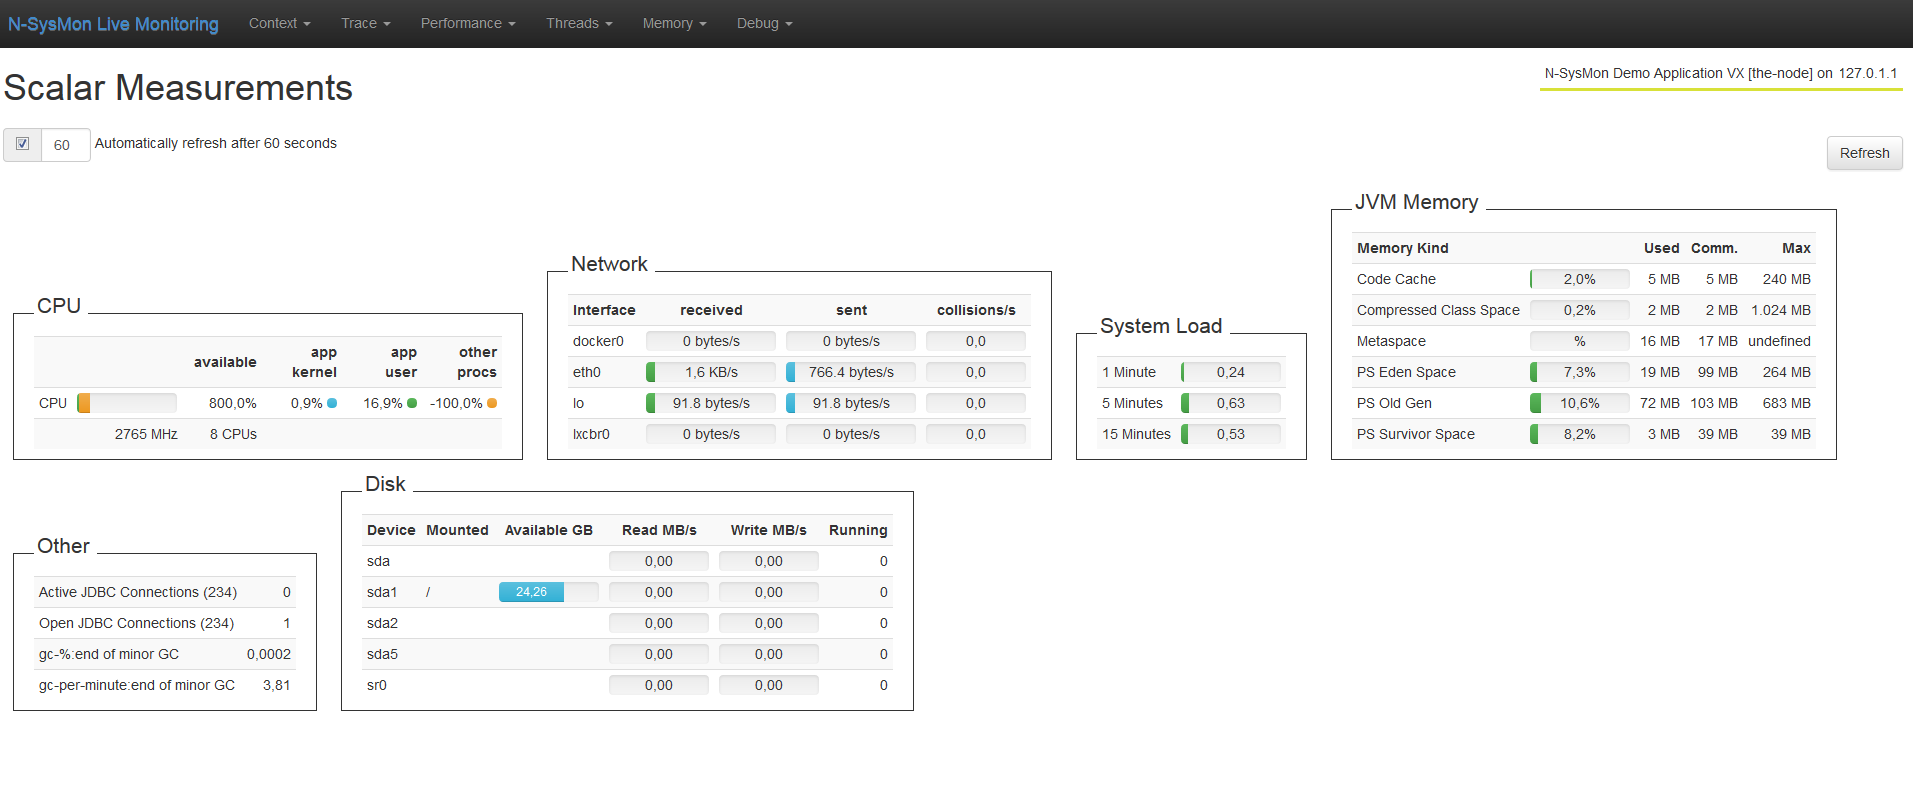 N-SysMon Live Monitoring Context Trace Performance Threads Memory Debug
Scalar Measurements
N-SysMon Demo Application VX [the-node] on 127.0.1.1
60 Automatically refresh after 60 seconds
Refresh
CPU
available app kernel app user other procs
CPU 800,0% 0,9% 16,9% -100,0%
2765 MHz 8 CPUs
Network
Interface received sent collisions/s
docker0 0 bytes/s 0 bytes/s 0,0
eth0 1,6 KB/s 766.4 bytes/s 0,0
lo 91.8 bytes/s 91.8 bytes/s 0,0
lxcbr0 0 bytes/s 0 bytes/s 0,0
System Load
1 Minute 0,24
5 Minutes 0,63
15 Minutes 0,53
JVM Memory
Memory Kind Used Comm. Max
Code Cache 2,0% 5 MB 5 MB 240 MB
Compressed Class Space 0,2% 2 MB 2 MB 1.024 MB
Metaspace % 16 MB 17 MB undefined
PS Eden Space 7,3% 19 MB 99 MB 264 MB
PS Old Gen 10,6% 72 MB 103 MB 683 MB
PS Survivor Space 8,2% 3 MB 39 MB 39 MB
Other
Active JDBC Connections (234) 0
Open JDBC Connections (234) 1
gc-%:end of minor GC 0,0002
gc-per-minute:end of minor GC 3,81
Disk
Device Mounted Available GB Read MB/s Write MB/s Running
sda 0,00 0,00 0
sda1 / 24,26 0,00 0,00 0
sda2 0,00 0,00 0
sda5 0,00 0,00 0
sr0 0,00 0,00 0